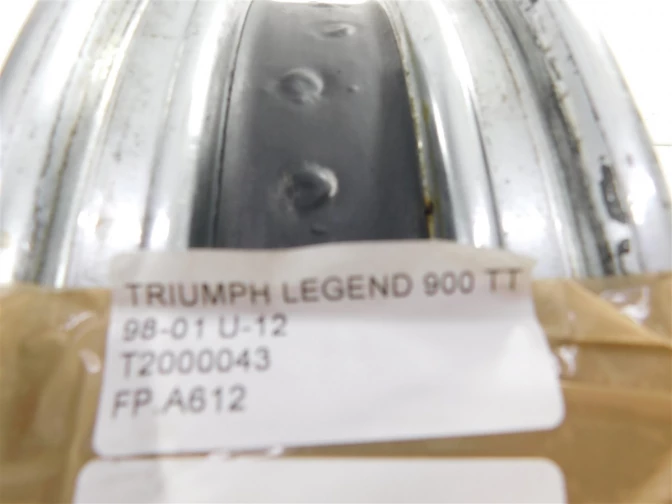 TRIUMPH LEGEND 900 TT
98-01 U-12
T2000043
FP.A612